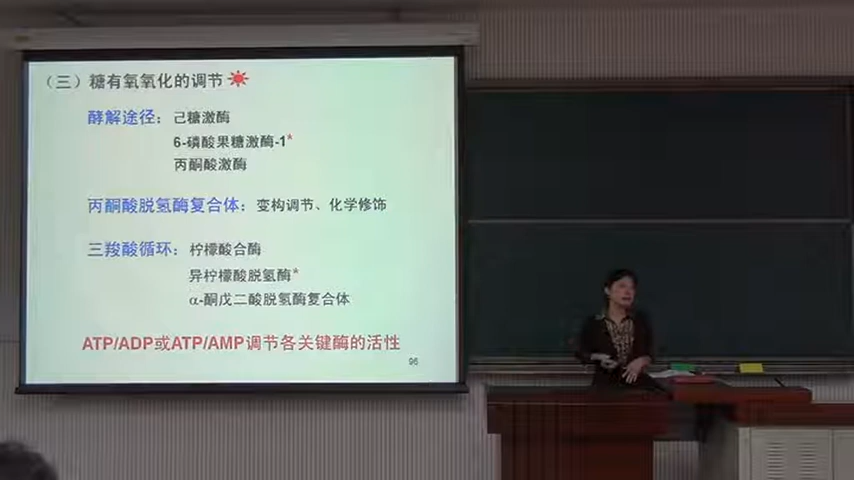 （三）糖有氧氧化的调节
酵解途径：己糖激酶
6-磷酸果糖激酶-1*
丙酮酸激酶
丙酮酸脱氢酶复合体：变构调节、化学修饰
三羧酸循环：柠檬酸合酶
异柠檬酸脱氢酶*
α-酮戊二酸脱氢酶复合体
ATP/ADP或ATP/AMP调节各关键酶的活性
96